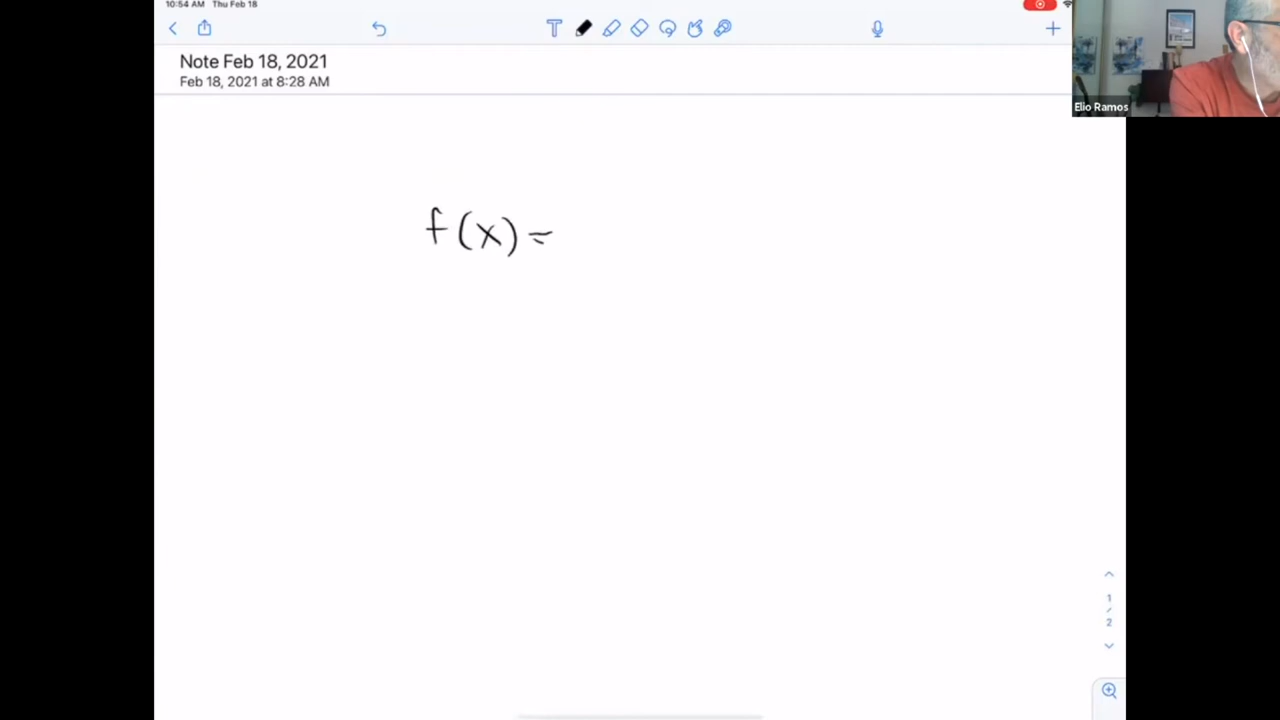 10:54 AM Thu Feb 18
Note Feb 18, 2021
Feb 18, 2021 at 8:28 AM
Elio Ramos
f(x)=
1
/
2